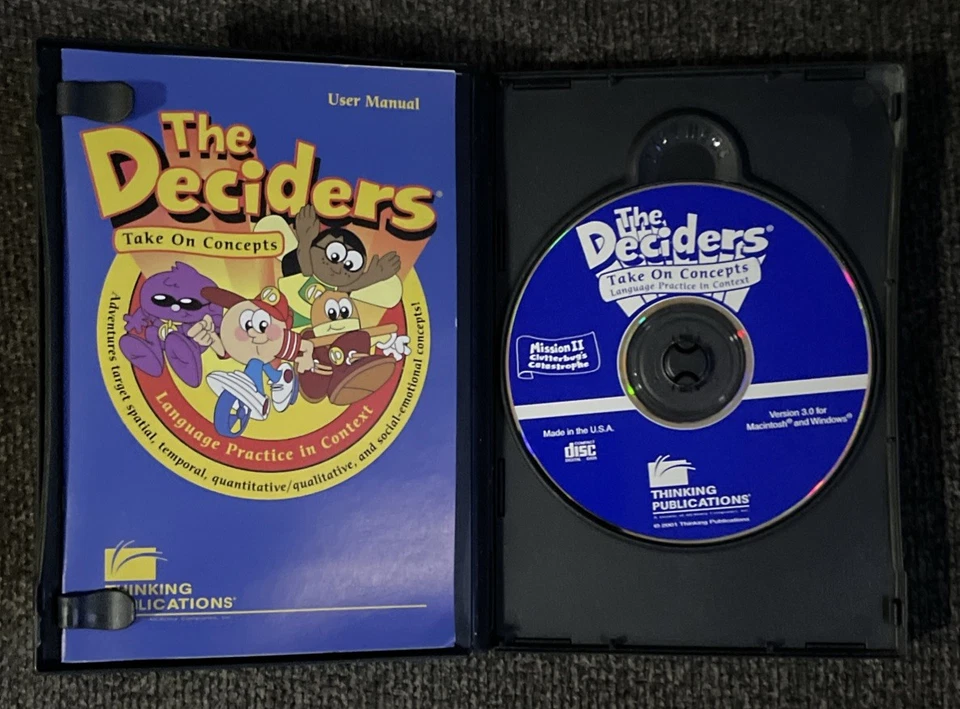 User Manual
The
Deciders®
Take On Concepts
Adventures target spatial, temporal, quantitative/qualitative, and social-emotional concepts!
Language Practice in Context
THINKING
PUBLICATIONS®
The
Deciders®
Take On Concepts
Language Practice in Context
Mission II
Clutterbug's
Catastrophe
Made in the U.S.A.
Version 3.0 for
Macintosh® and Windows®
COMPACT
disc
THINKING
PUBLICATIONS®
© 2001 Thinking Publications